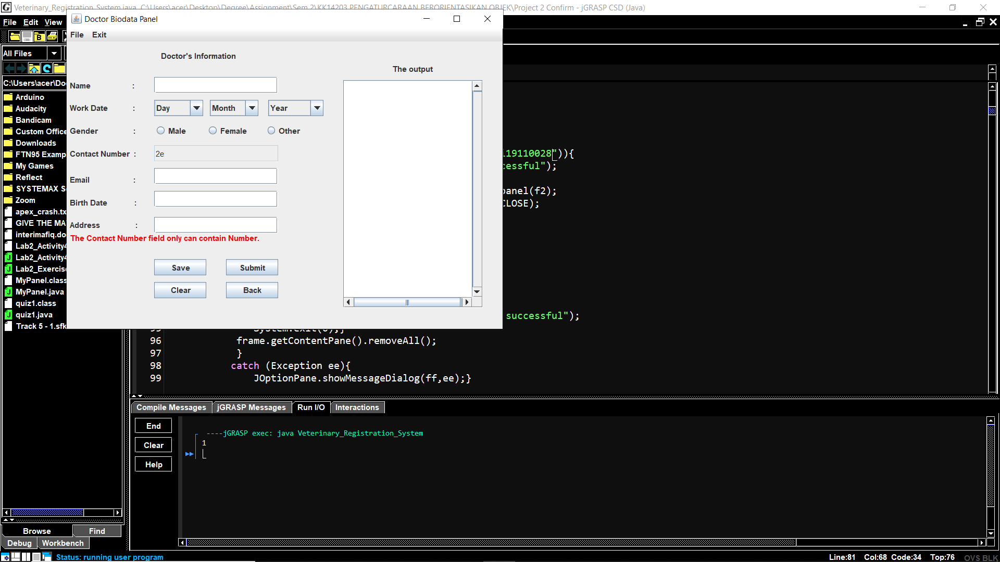 Veterinary_Registration_System.java C:\Users\acer\Desktop\Degree\Assignment\Sem 2\KK14203 PENGATURCARAAN BERORIENTASIKAN OBJEK\Project 2 Confirm - jGRASP CSD (Java)
File Edit View
Doctor Biodata Panel
File Exit
All Files
C:\Users\acer\Do
Arduino
Audacity
Bandicam
Custom Office
Downloads
FTN95 Examp
My Games
Reflect
SYSTEMAX S
Zoom
apex_crash.tx
GIVE THE MA
interimafiq.do
Lab2_Activity4
Lab2_Activity4
Lab2_Exercise
MyPanel.class
MyPanel.java
quiz1.class
quiz1.java
Track 5 - 1.sfk
Browse Find
Debug Workbench
Doctor's Information
Name :
Work Date : Day Month Year
Gender : Male Female Other
Contact Number : 2e
Email :
Birth Date :
Address :
The Contact Number field only can contain Number.
Save Submit
Clear Back
The output
19110028")){
cessful");
panel(f2);
CLOSE);
successful");
System.exit(0);}
96 frame.getContentPane().removeAll();
97 }
98 catch (Exception ee){
99 JOptionPane.showMessageDialog(ff,ee);}
Compile Messages jGRASP Messages Run I/O Interactions
End
Clear
Help
----jGRASP exec: java Veterinary_Registration_System
1
Status: running user program
Line:81 Col:68 Code:34 Top:76 OVS BLK